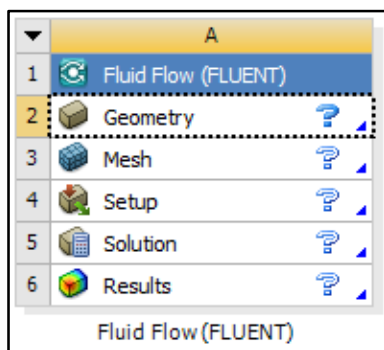 A
1 Fluid Flow (FLUENT)
2 Geometry ?
3 Mesh ?
4 Setup ?
5 Solution ?
6 Results ?
Fluid Flow (FLUENT)